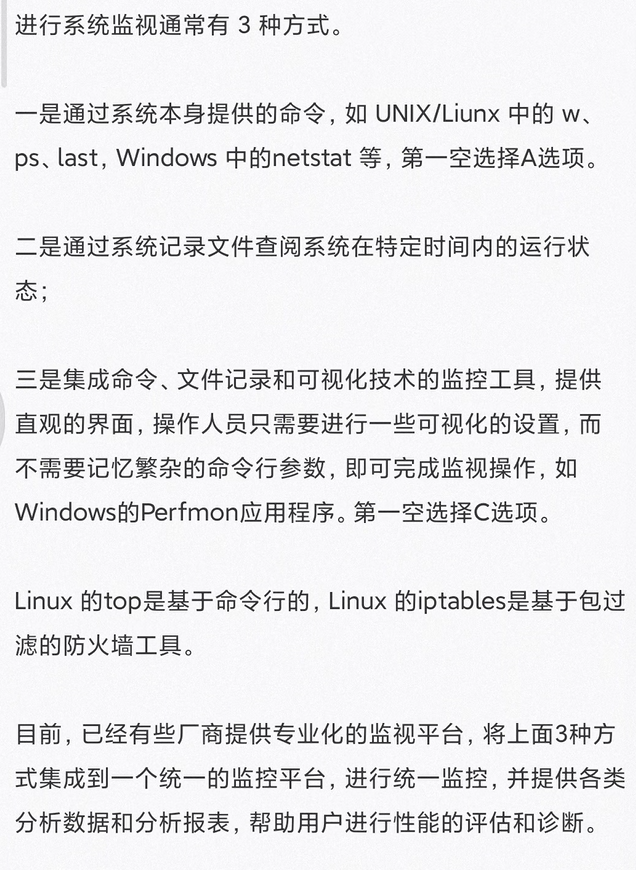 进行系统监视通常有 3 种方式。
一是通过系统本身提供的命令, 如 UNIX/Liunx 中的 w、
ps、last, Windows 中的netstat 等, 第一空选择A选项。
二是通过系统记录文件查阅系统在特定时间内的运行状
态;
三是集成命令、文件记录和可视化技术的监控工具, 提供
直观的界面, 操作人员只需要进行一些可视化的设置, 而
不需要记忆繁杂的命令行参数, 即可完成监视操作, 如
Windows的Perfmon应用程序。第一空选择C选项。
Linux 的top是基于命令行的, Linux 的iptables是基于包过
滤的防火墙工具。
目前, 已经有些厂商提供专业化的监视平台, 将上面3种方
式集成到一个统一的监控平台, 进行统一监控, 并提供各类
分析数据和分析报表, 帮助用户进行性能的评估和诊断。